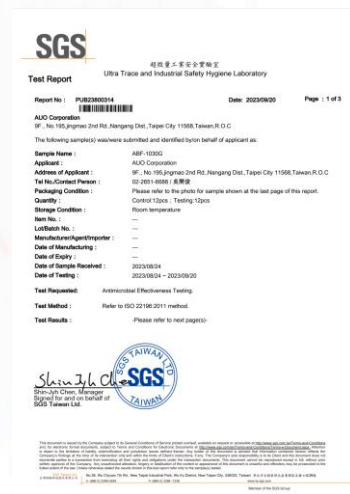 SGS
超微量工業安全實驗室
Ultra Trace and Industrial Safety Hygiene Laboratory
Test Report
Report No : PUB23800314 Date: 2023/09/20 Page : 1 of 3
AUO Corporation
9F., No.195,jingmao 2nd Rd.,Nangang Dist.,Taipei City 11568,Taiwan,R.O.C
The following sample(s) was/were submitted and identified by/on behalf of applicant as:
Sample Name : ABF-1030G
Applicant : AUO Corporation
Address of Applicant : 9F., No.195,jingmao 2nd Rd.,Nangang Dist.,Taipei City 11568,Taiwan,R.O.C
Tel No./Contact Person : 02-2651-8686 /
Packaging Condition : Please refer to the photo for sample shown at the last page of this report.
Quantity : Control:12pcs ; Testing:12pcs
Storage Condition : Room temperature
Item No. : ---
Lot/Batch No. : ---
Manufacturer/Agent/Importer : ---
Date of Manufacturing : ---
Date of Expiry : ---
Date of Sample Received : 2023/08/24
Date of Testing : 2023/08/24 ~ 2023/09/20
Test Requested: Antimicrobial Effectiveness Testing.
Test Method : Refer to ISO 22196:2011 method.
Test Results : -Please refer to next page(s)-
Shin-Jyh Chen
SGS TAIWAN LTD
SGS
TAIWAN
Shin-Jyh Chen, Manager
Signed for and on behalf of
SGS Taiwan Ltd.
Member of the SGS Group